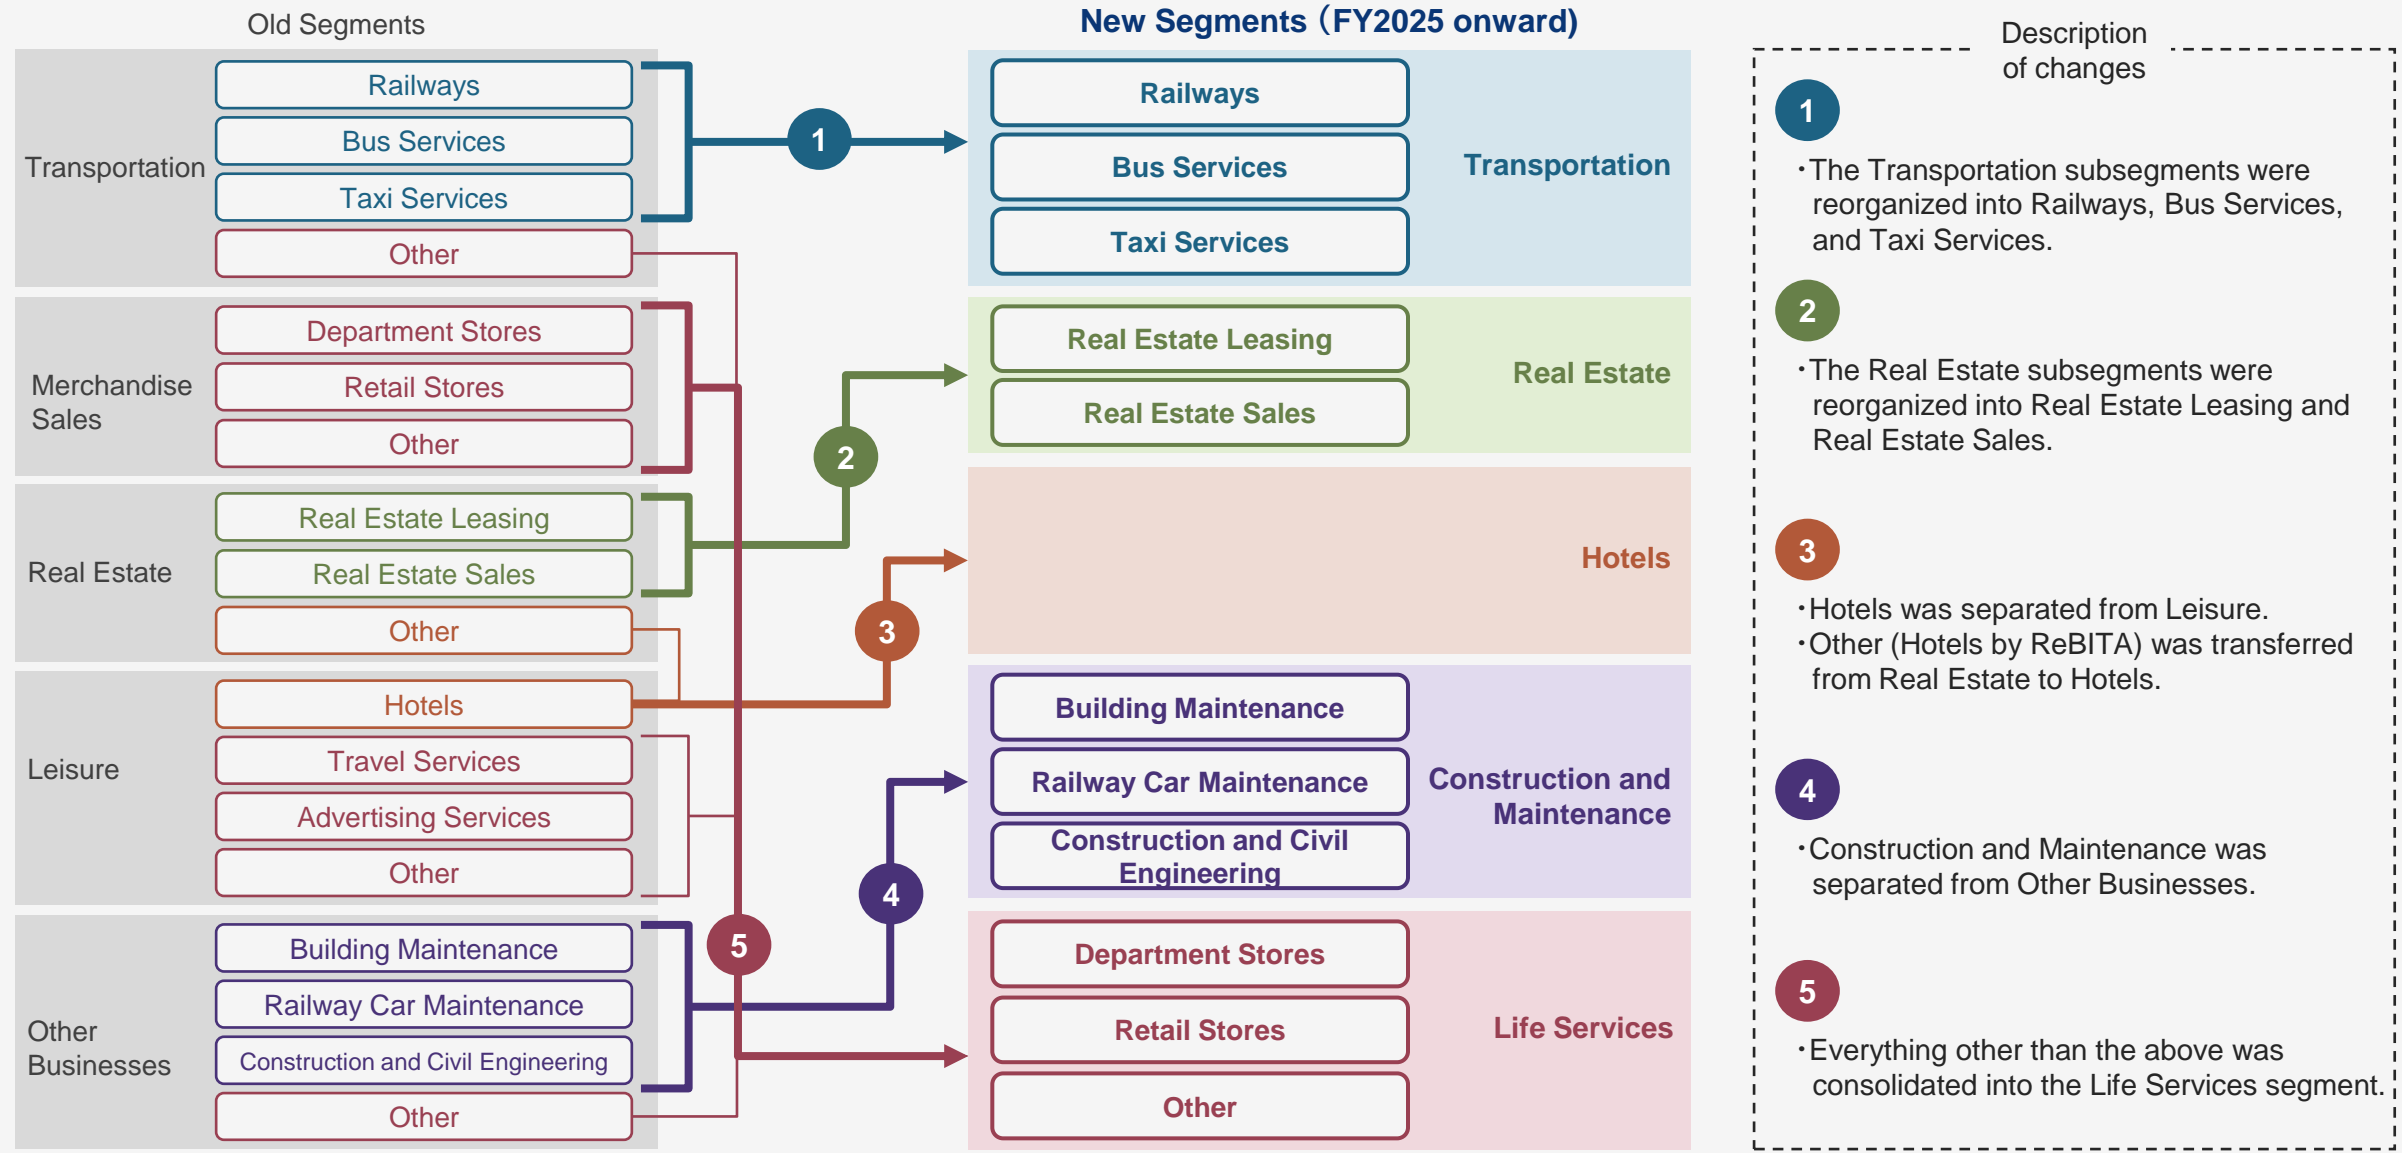 Old Segments
Transportation
Railways
Bus Services
Taxi Services
Other
Merchandise
Sales
Department Stores
Retail Stores
Other
Real Estate
Real Estate Leasing
Real Estate Sales
Other
Leisure
Hotels
Travel Services
Advertising Services
Other
Other
Businesses
Building Maintenance
Railway Car Maintenance
Construction and Civil Engineering
Other
1
2
3
4
5
New Segments（FY2025 onward)
Railways
Bus Services
Taxi Services
Transportation
Real Estate Leasing
Real Estate Sales
Real Estate
Hotels
Building Maintenance
Railway Car Maintenance
Construction and Civil
Engineering
Construction and
Maintenance
Department Stores
Retail Stores
Other
Life Services
Description
of changes
1
・The Transportation subsegments were
reorganized into Railways, Bus Services,
and Taxi Services.
2
・The Real Estate subsegments were
reorganized into Real Estate Leasing and
Real Estate Sales.
3
・Hotels was separated from Leisure.
・Other (Hotels by ReBITA) was transferred
from Real Estate to Hotels.
4
・Construction and Maintenance was
separated from Other Businesses.
5
・Everything other than the above was
consolidated into the Life Services segment.